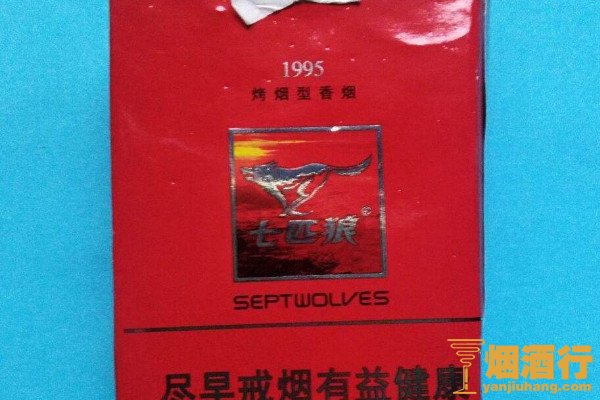 1995
烤烟型香烟
七匹狼
SEPTWOLVES
尽早戒烟有益健康
烟酒行
yanjiuhang.com